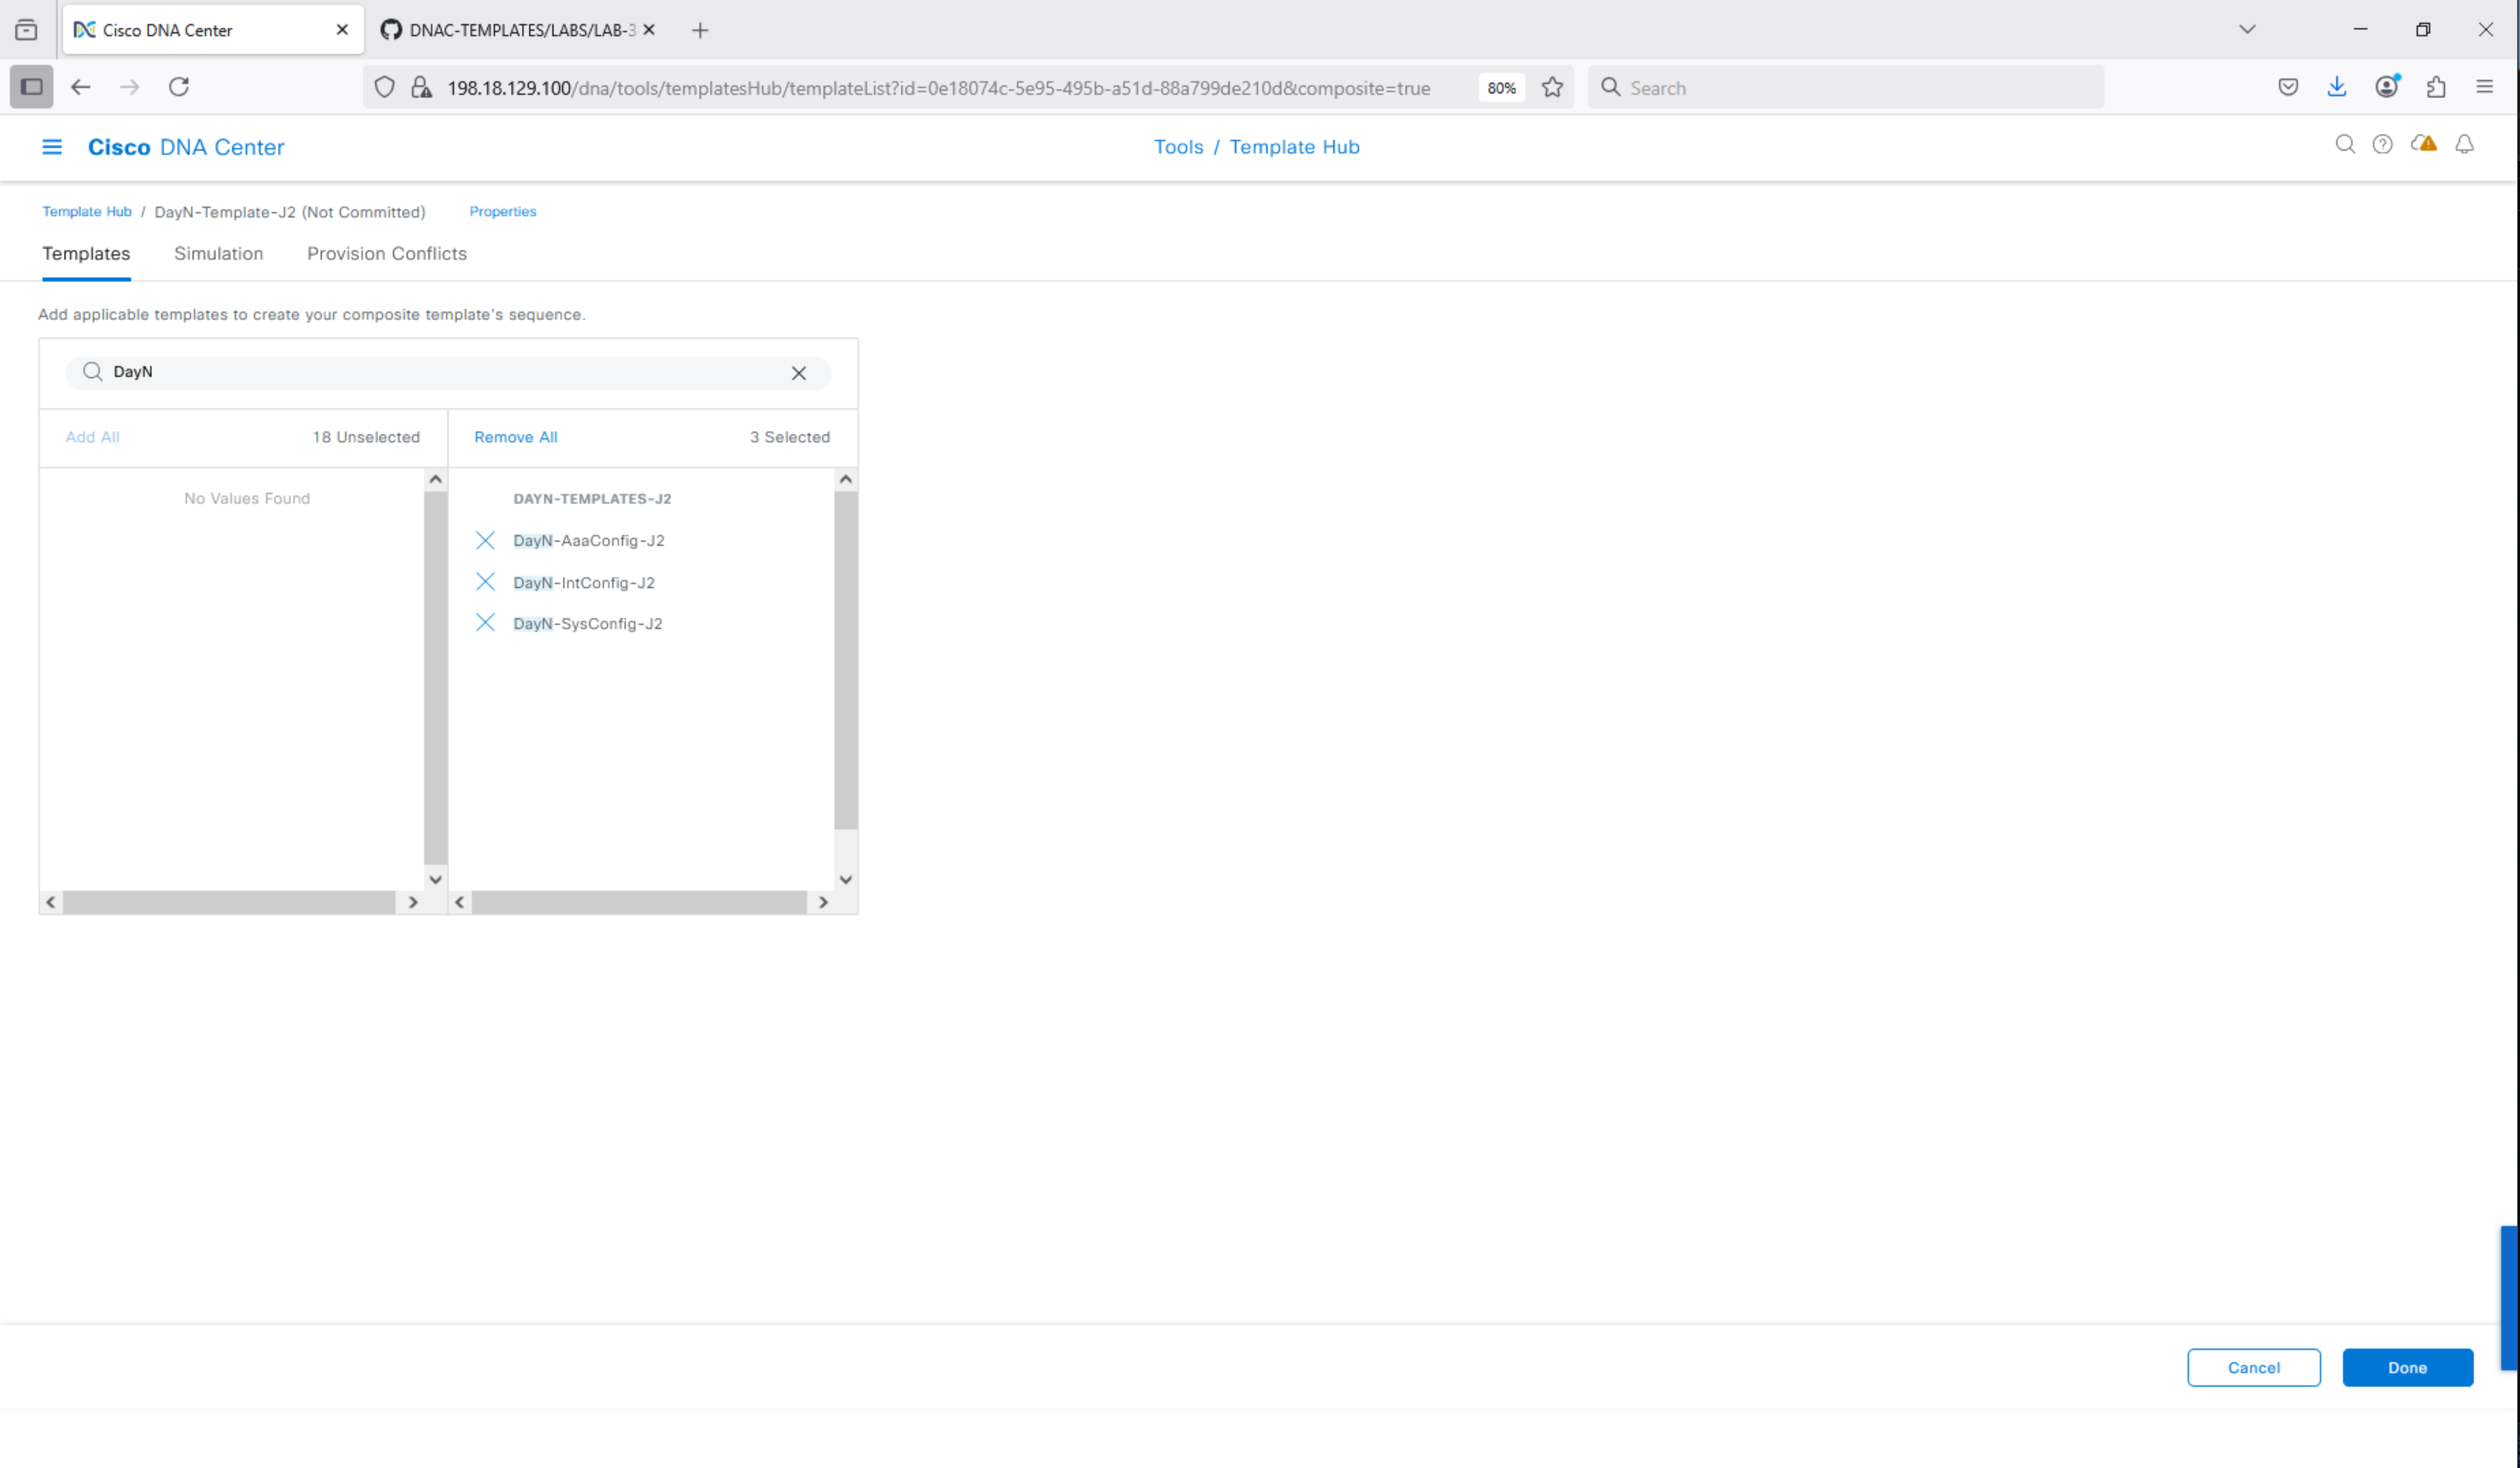 Cisco DNA Center
DNAC-TEMPLATES/LABS/LAB-3
198.18.129.100/dna/tools/templatesHub/templateList?id=0e18074c-5e95-495b-a51d-88a799de210d&composite=true
80%
Search
Cisco DNA Center
Tools / Template Hub
Template Hub / DayN-Template-J2 (Not Committed) Properties
Templates Simulation Provision Conflicts
Add applicable templates to create your composite template's sequence.
DayN
Add All 18 Unselected Remove All 3 Selected
No Values Found
DAYN-TEMPLATES-J2
DayN-AaaConfig-J2
DayN-IntConfig-J2
DayN-SysConfig-J2
Cancel Done